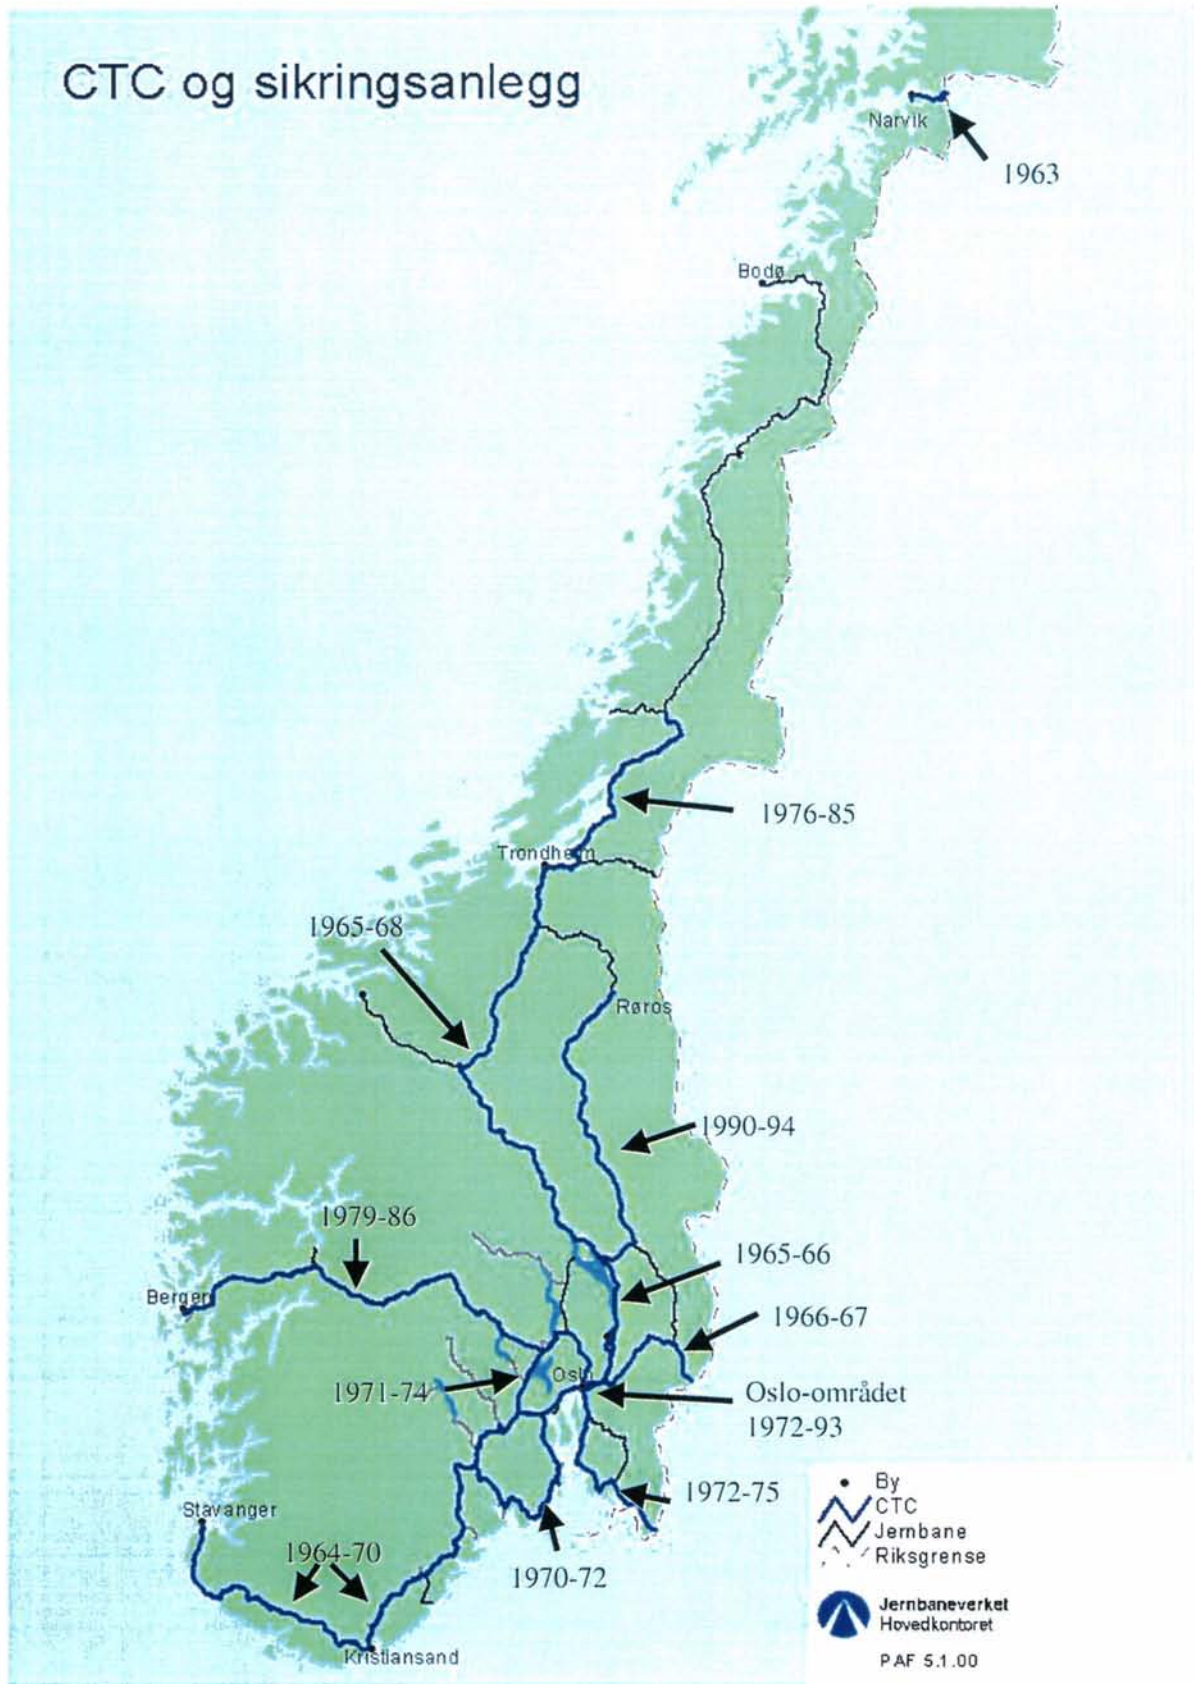 CTC og sikringsanlegg
Narvik
1963
Bodø
1976-85
Trondheim
1965-68
Røros
1990-94
1979-86
1965-66
Bergen
1966-67
Oslo
1971-74
Oslo-området
1972-93
1972-75
Stavanger
1964-70
1970-72
Kristiansand
By
CTC
Jernbane
Riksgrense
Jernbaneverket
Hovedkontoret
PAF 5.1.00